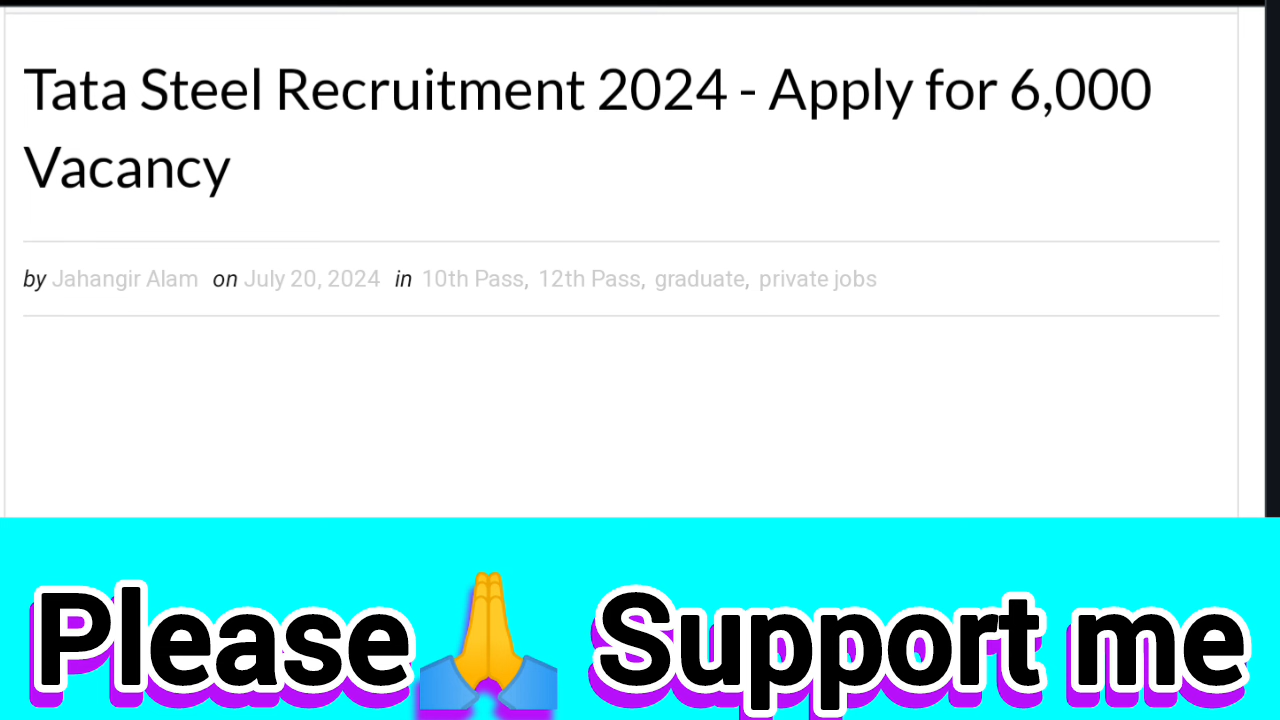 Tata Steel Recruitment 2024 - Apply for 6,000
Vacancy
by Jahangir Alam on July 20, 2024 in 10th Pass, 12th Pass, graduate, private jobs
Please🙏 Support me